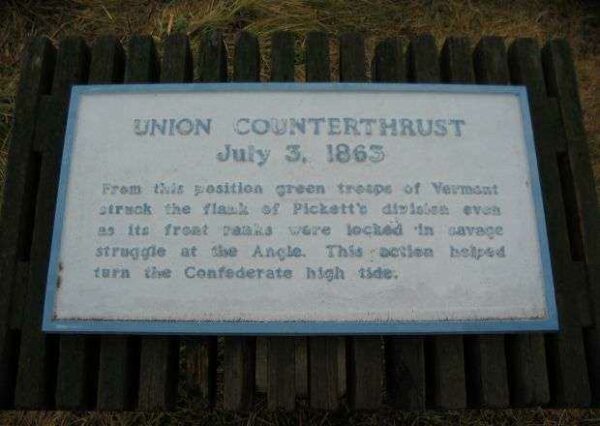 UNION COUNTERTHRUST
July 3, 1863
From this position green troops of Vermont
struck the flank of Pickett's division even
as its front ranks were locked in savage
struggle at the Angle. This action helped
turn the Confederate high tide.